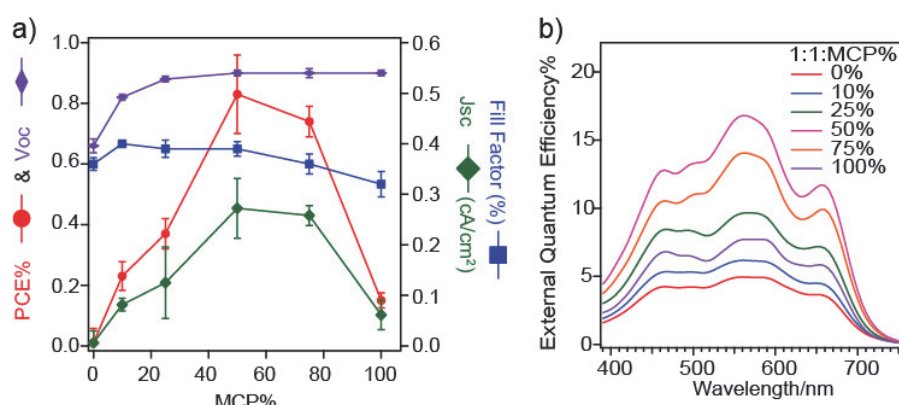 a)
PCE% & Voc
1.0
0.8
0.6
0.4
0.2
0.0
0 20 40 60 80 100
MCP%
0.6
0.5
0.4
0.3
0.2
0.1
0.0
Jsc (cA/cm²)
Fill Factor (%)
b)
External Quantum Efficiency%
20
15
10
5
0
400 500 600 700
Wavelength/nm
1:1:MCP%
0%
10%
25%
50%
75%
100%